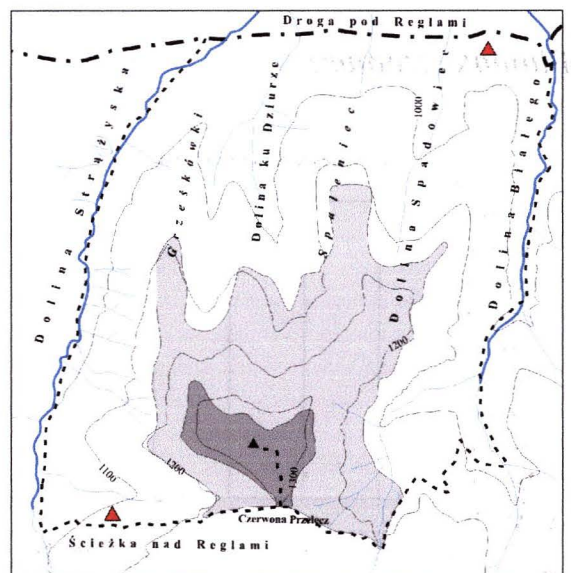 Droga pod Reglami
Dolina Strążyska
Grześkówki
Dolina ku Dziurze
Spaleniec
1000
Dolina Spadowiec
Dolina Białego
1200
1100
1200
1300
Czerwona Przełęcz
Ścieżka nad Reglami